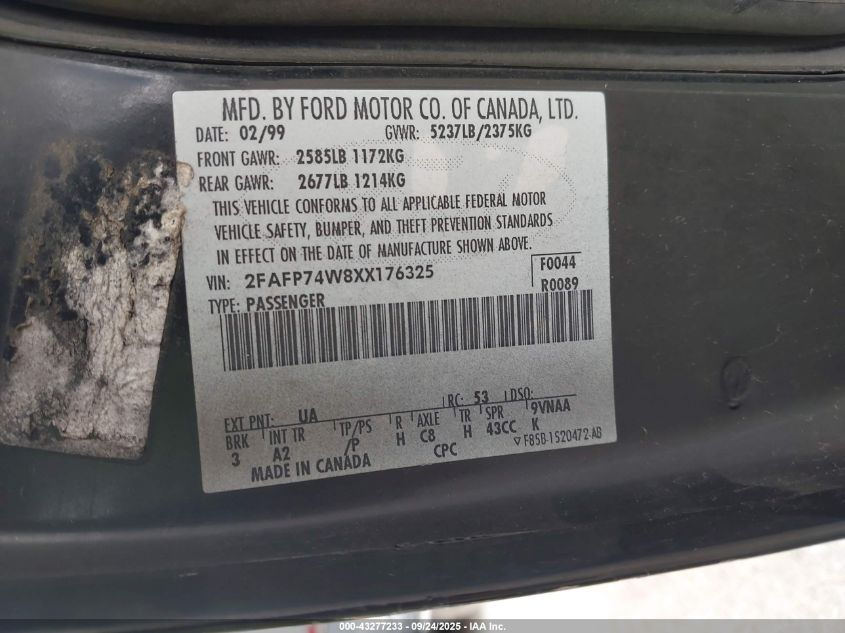 MFD. BY FORD MOTOR CO. OF CANADA, LTD.
DATE: 02/99 GVWR: 5237LB/2375KG
FRONT GAWR: 2585LB 1172KG
REAR GAWR: 2677LB 1214KG
THIS VEHICLE CONFORMS TO ALL APPLICABLE FEDERAL MOTOR
VEHICLE SAFETY, BUMPER, AND THEFT PREVENTION STANDARDS
IN EFFECT ON THE DATE OF MANUFACTURE SHOWN ABOVE.
VIN: 2FAFP74W8XX176325 F0044
TYPE: PASSENGER R0089
EXT PNT: UA RC: 53 DSO:
BRK INT TR TP/PS R AXLE TR SPR 9VNAA
3 A2 /P H C8 H 43CC K
MADE IN CANADA CPC ▽ F85B-1520472-AB
000-43277233 - 09/24/2025 - Copyright © 2025 IAA, LLC.